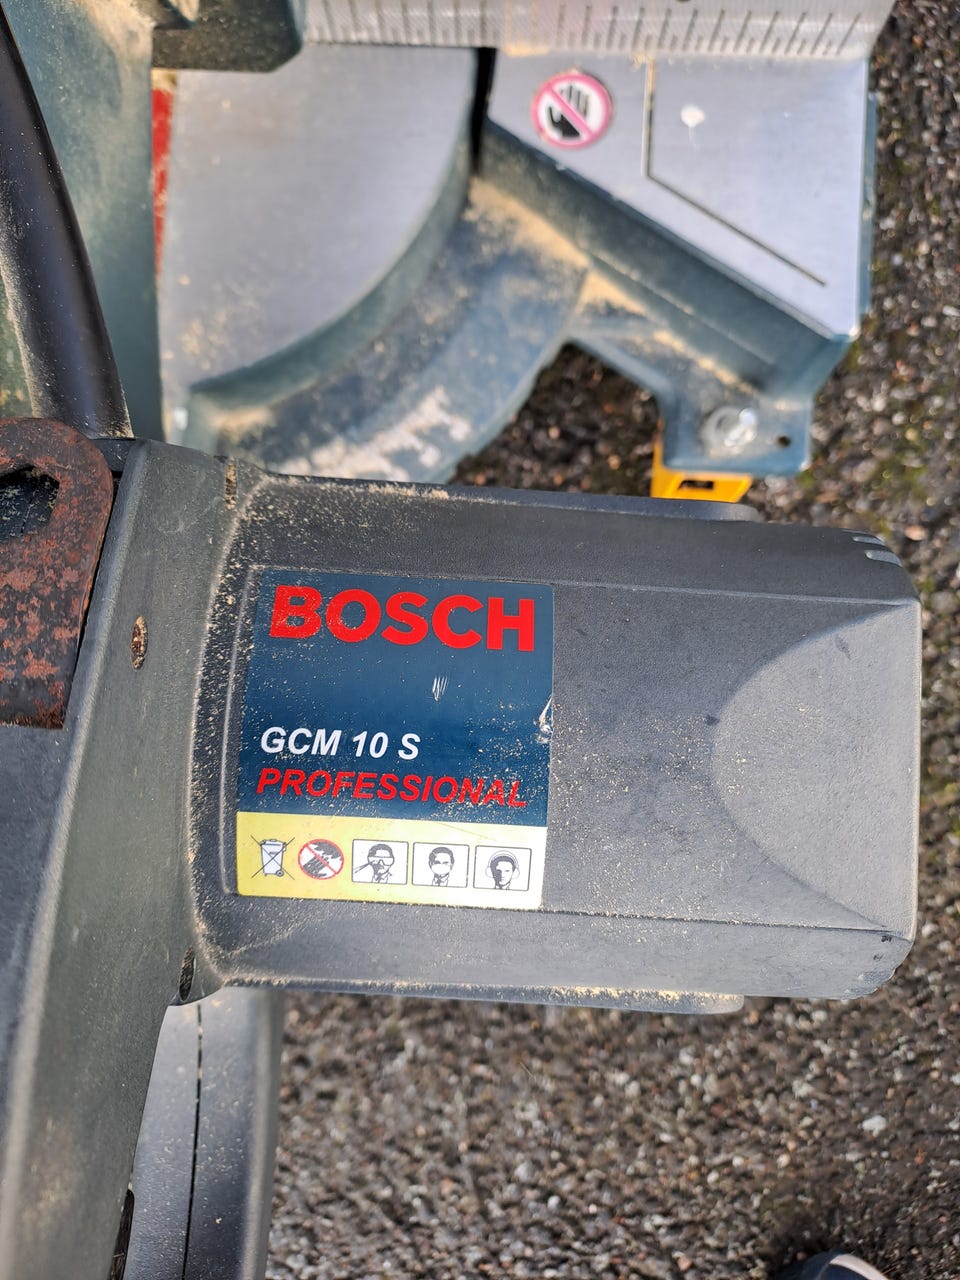 BOSCH
GCM 10 S
PROFESSIONAL